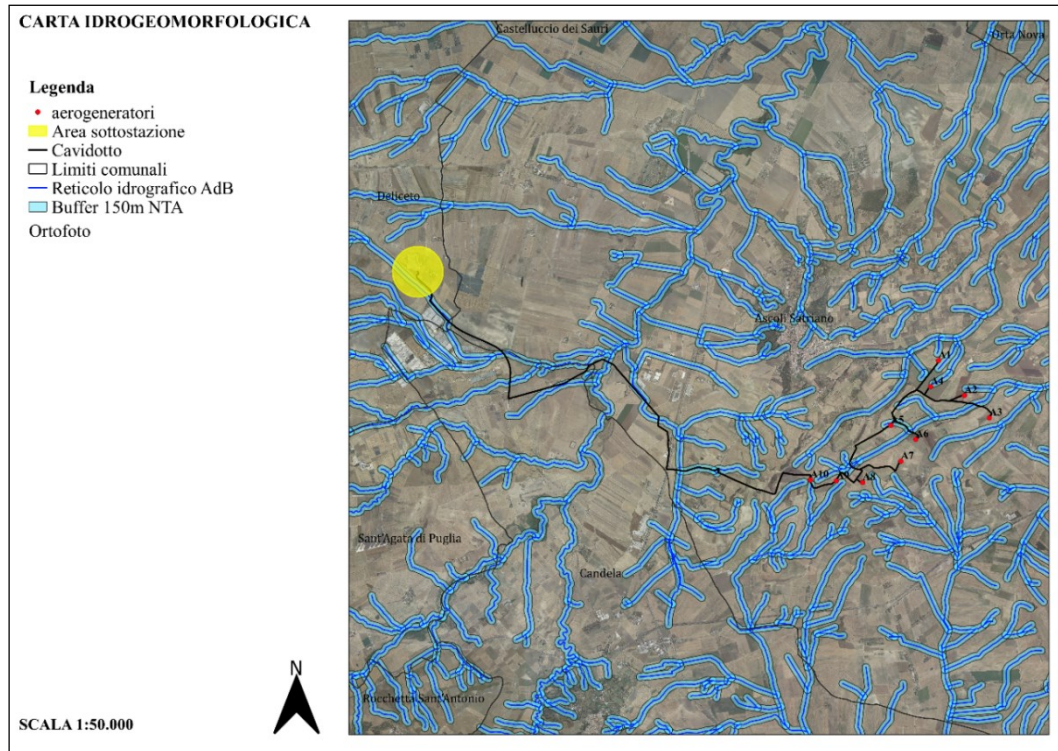 CARTA IDROGEOMORFOLOGICA
Legenda
aerogeneratori
Area sottostazione
Cavidotto
Limiti comunali
Reticolo idrografico AdB
Buffer 150m NTA
Ortofoto
N
SCALA 1:50.000
Castelluccio dei Sauri
Orta Nova
Deliceto
Ascoli Satriano
A1
A4
A2
A3
A5
A6
A7
A10
A9
A8
Sant'Agata di Puglia
Candela
Rocchetta Sant'Antonio